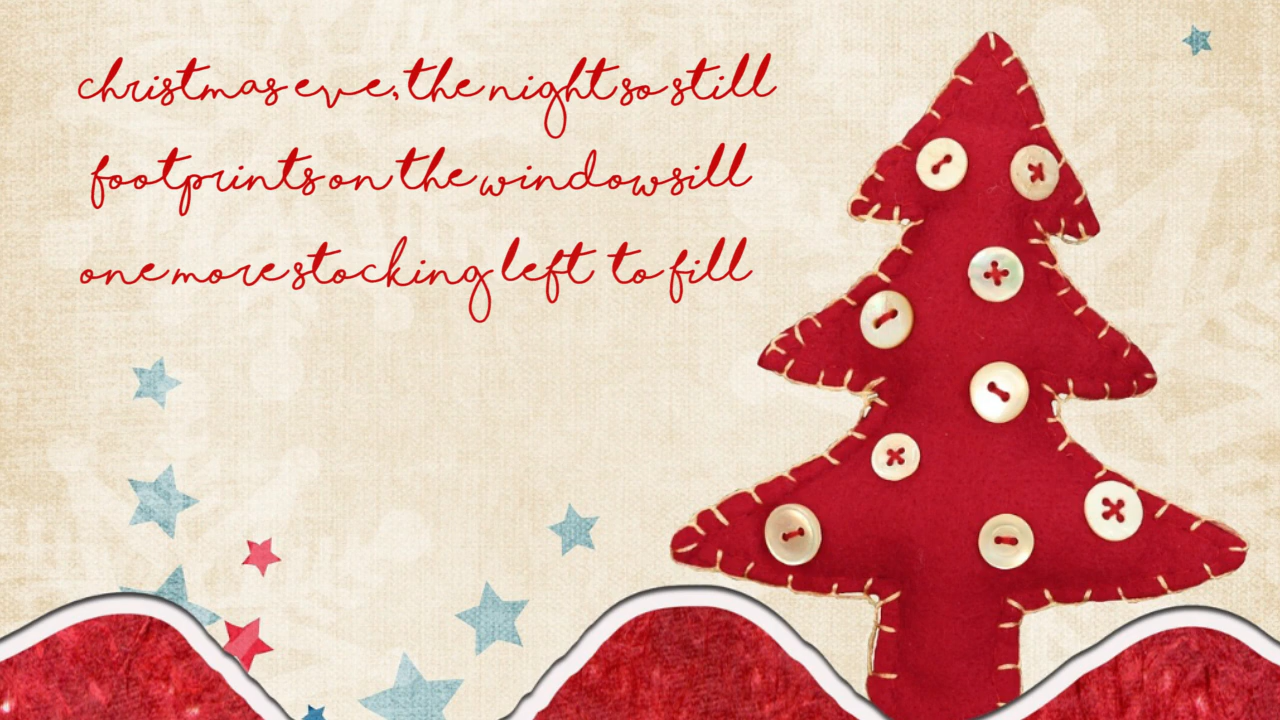 christmas eve, the night so still
footprints on the windowsill
one more stocking left to fill